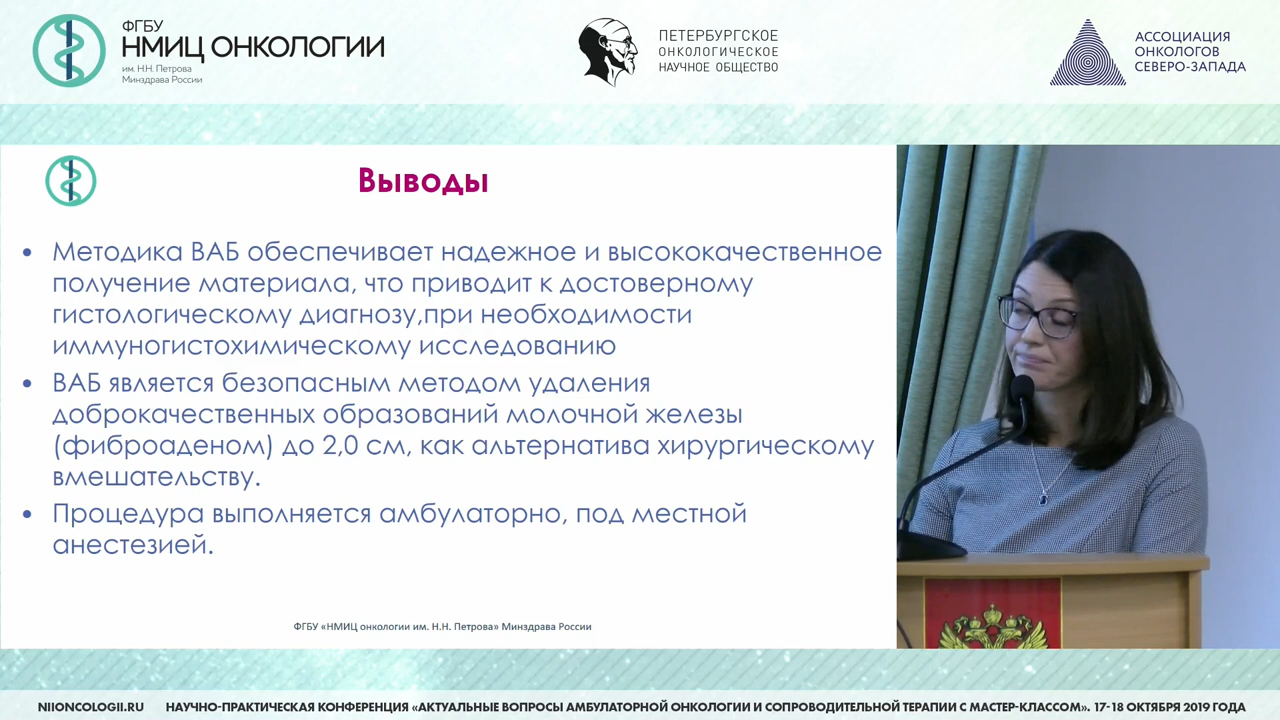 ФГБУ
НМИЦ ОНКОЛОГИИ
им. Н.Н. Петрова
Минздрава России
ПЕТЕРБУРГСКОЕ
ОНКОЛОГИЧЕСКОЕ
НАУЧНОЕ ОБЩЕСТВО
АССОЦИАЦИЯ
ОНКОЛОГОВ
СЕВЕРО-ЗАПАДА
Выводы
• Методика ВАБ обеспечивает надежное и высококачественное
получение материала, что приводит к достоверному
гистологическому диагнозу,при необходимости
иммуногистохимическому исследованию
• ВАБ является безопасным методом удаления
доброкачественных образований молочной железы
(фиброаденом) до 2,0 см, как альтернатива хирургическому
вмешательству.
• Процедура выполняется амбулаторно, под местной
анестезией.
ФГБУ «НМИЦ онкологии им. Н.Н. Петрова» Минздрава России
NIIONCOLOGII.RU НАУЧНО-ПРАКТИЧЕСКАЯ КОНФЕРЕНЦИЯ «АКТУАЛЬНЫЕ ВОПРОСЫ АМБУЛАТОРНОЙ ОНКОЛОГИИ И СОПРОВОДИТЕЛЬНОЙ ТЕРАПИИ С МАСТЕР-КЛАССОМ». 17-18 ОКТЯБРЯ 2019 ГОДА